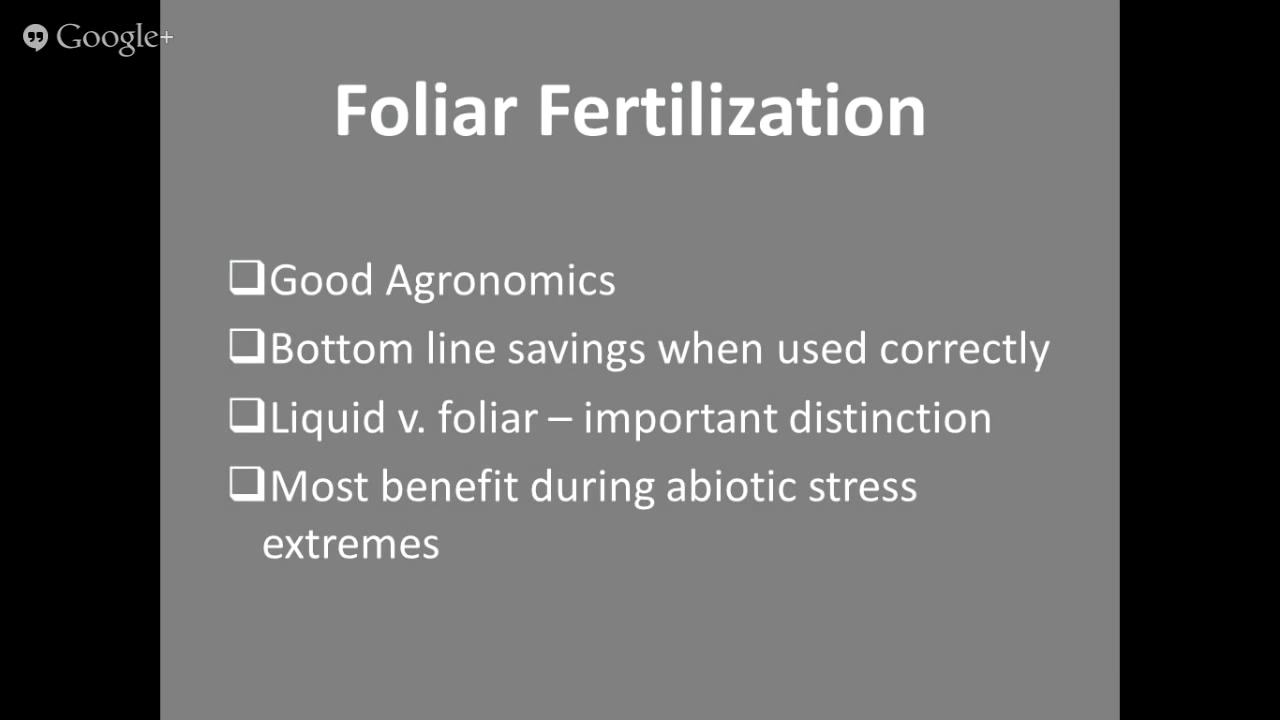 Google+
Foliar Fertilization
❑Good Agronomics
❑Bottom line savings when used correctly
❑Liquid v. foliar – important distinction
❑Most benefit during abiotic stress
extremes